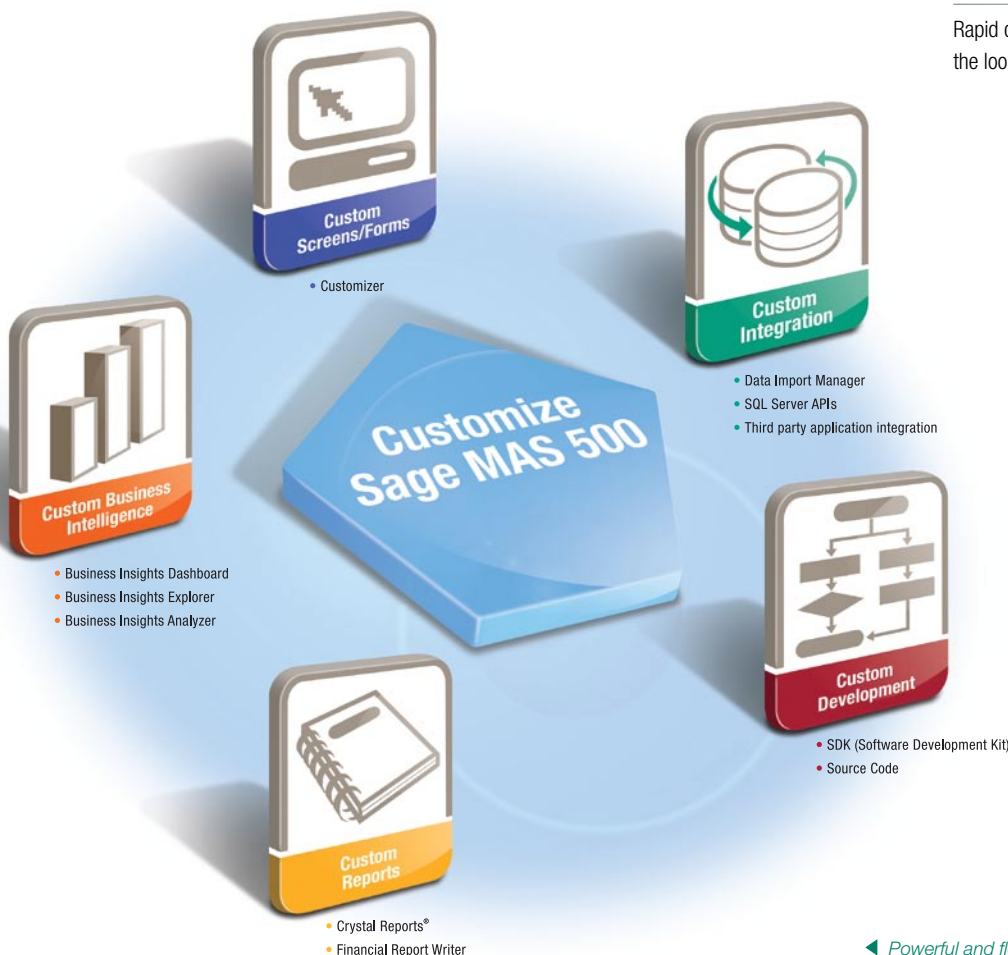 Rapid
the
Custom
Screens/Forms
• Customizer
Custom
Integration
• Data Import Manager
• SQL Server APIs
• Third party application integration
Customize
Sage MAS 500
Custom Business
Intelligence
• Business Insights Dashboard
• Business Insights Explorer
• Business Insights Analyzer
Custom
Development
• SDK (Software Development Kit)
• Source Code
Custom
Reports
• Crystal Reports®
• Financial Report Writer
Powerful and